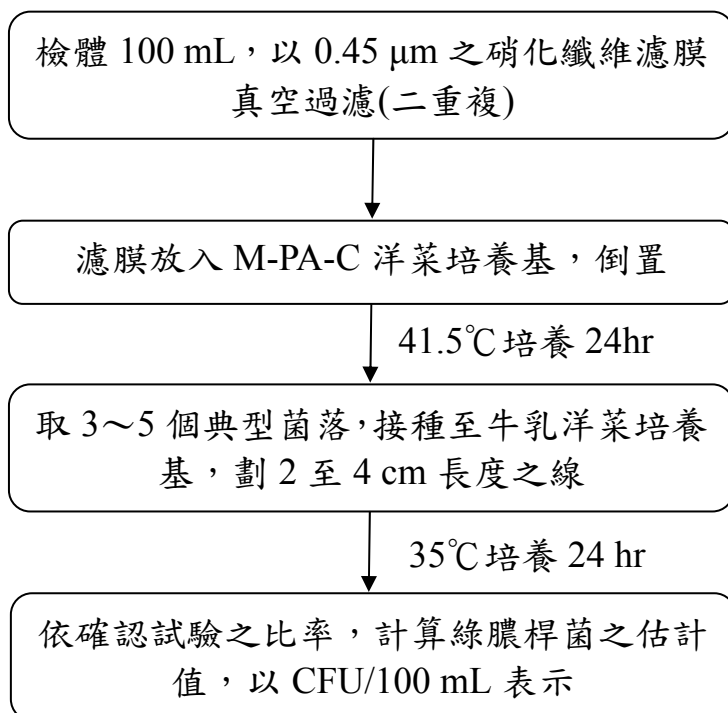 檢體 100 mL，以 0.45 μm 之硝化纖維濾膜
真空過濾(二重複)
濾膜放入 M-PA-C 洋菜培養基，倒置
41.5℃培養 24hr
取 3～5 個典型菌落，接種至牛乳洋菜培養
基，劃 2 至 4 cm 長度之線
35℃培養 24 hr
依確認試驗之比率，計算綠膿桿菌之估計
值，以 CFU/100 mL 表示